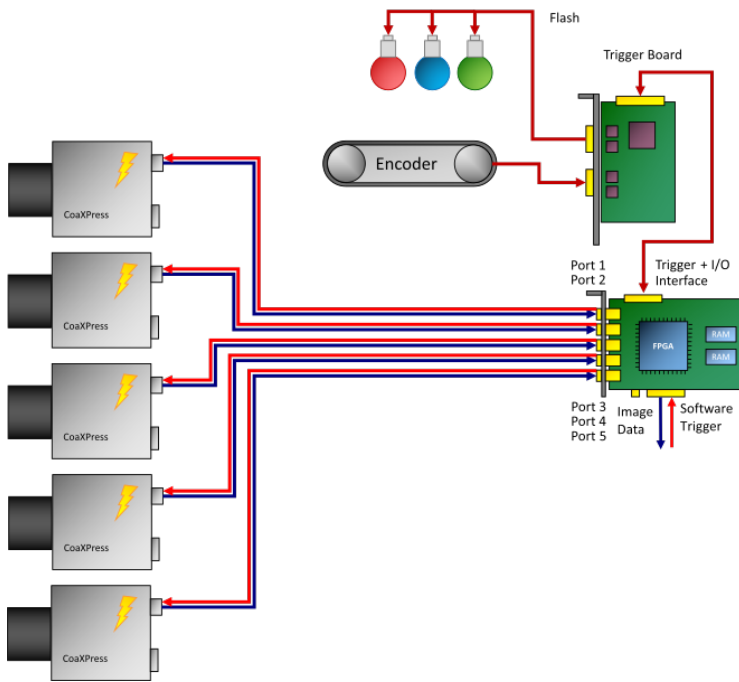 Flash
Trigger Board
Encoder
CoaXPress
Port 1
Port 2
Trigger + I/O
Interface
CoaXPress
FPGA
RAM
RAM
CoaXPress
Port 3
Port 4
Port 5
Image
Data
Software
Trigger
CoaXPress
CoaXPress